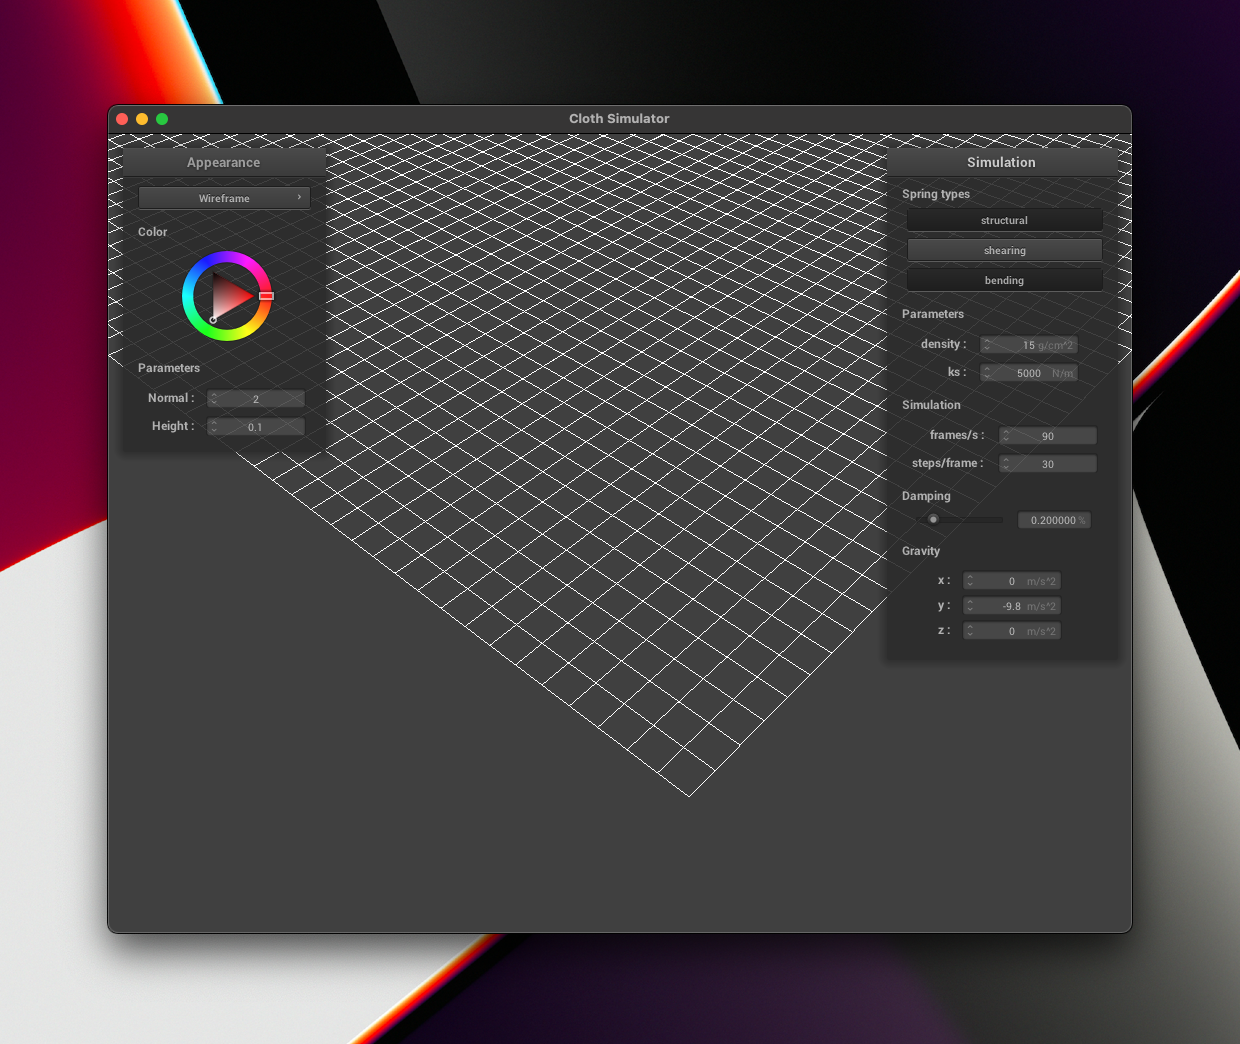 Cloth Simulator
Appearance
Wireframe ›
Color
Parameters
Normal : 2
Height : 0.1
Simulation
Spring types
structural
shearing
bending
Parameters
density : 15 g/cm^2
ks : 5000 N/m
Simulation
frames/s : 90
steps/frame : 30
Damping
0.200000 %
Gravity
x : 0 m/s^2
y : -9.8 m/s^2
z : 0 m/s^2